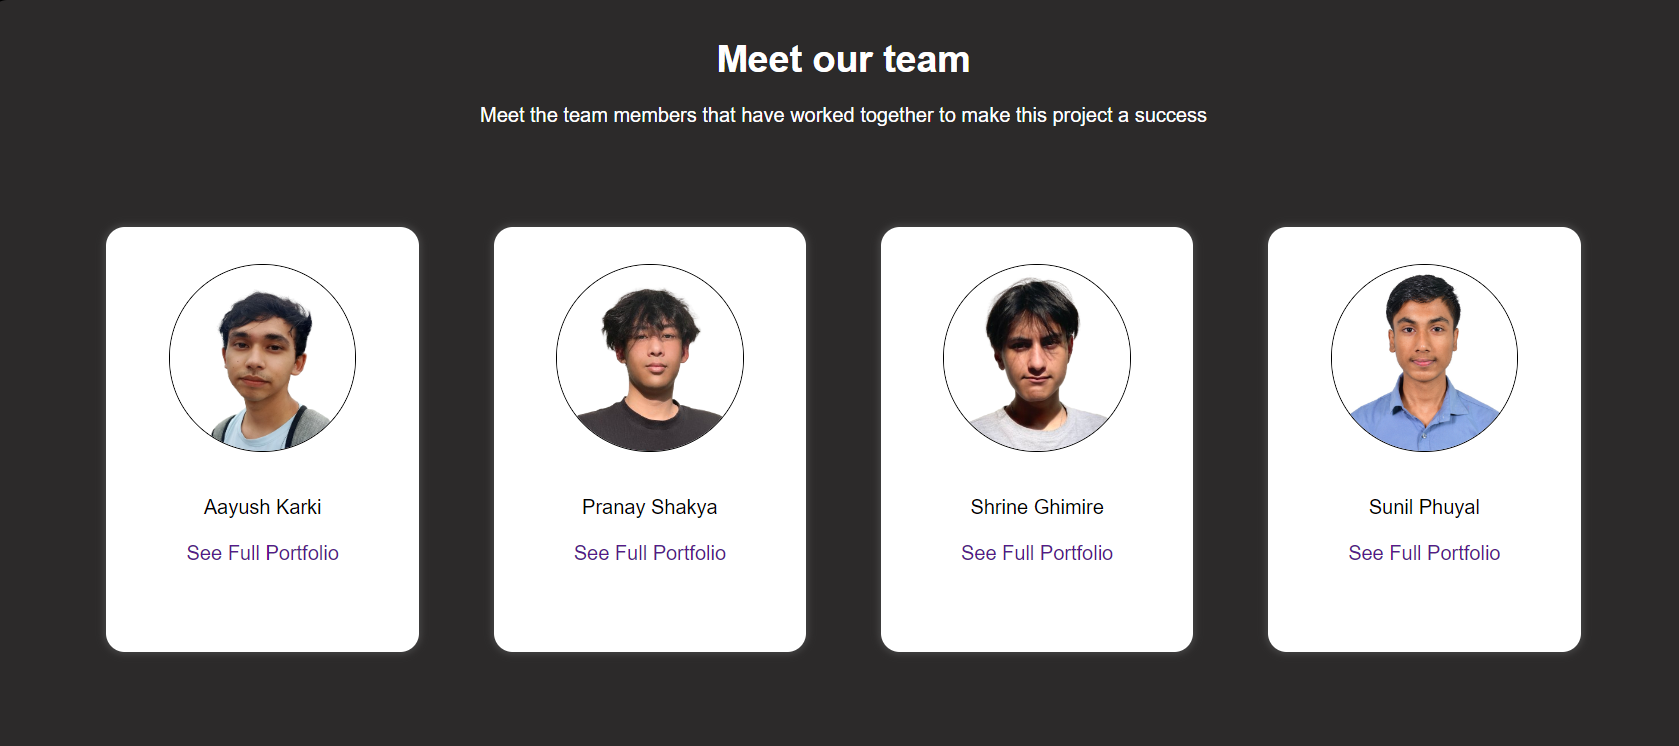 Meet our team
Meet the team members that have worked together to make this project a success
Aayush Karki
See Full Portfolio
Pranay Shakya
See Full Portfolio
Shrine Ghimire
See Full Portfolio
Sunil Phuyal
See Full Portfolio